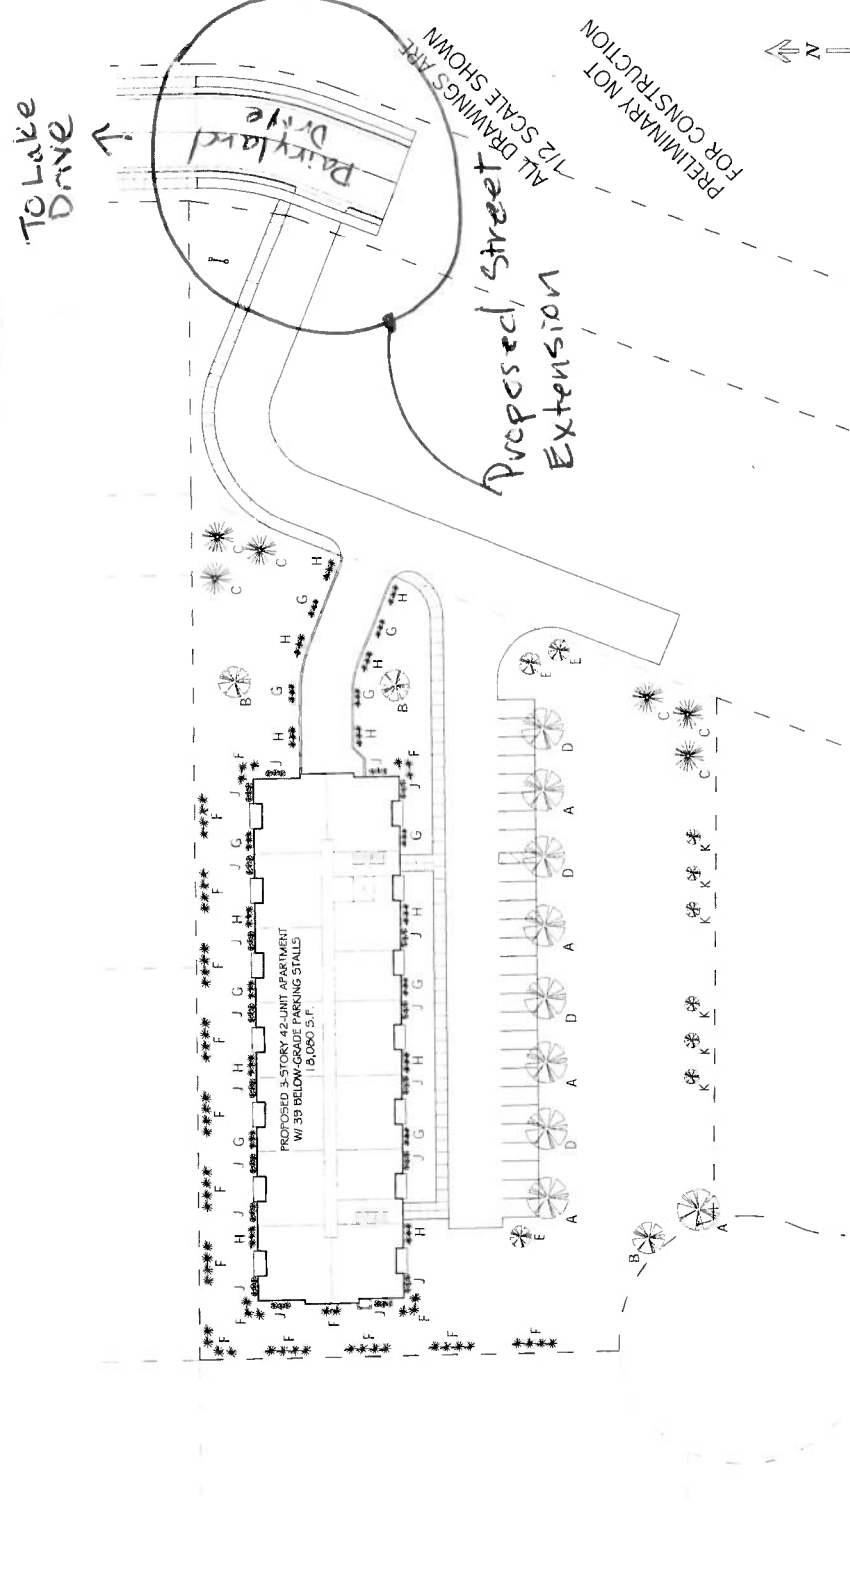 To Lake
Drive
Dairyland
Drive
ALL DRAWINGS ARE
1/2 SCALE SHOWN
PRELIMINARY NOT
FOR CONSTRUCTION
N
Proposed Street
Extension
PROPOSED 3-STORY 42-UNIT APARTMENT
W/ 39 BELOW-GRADE PARKING STALLS
18,080 S.F.
C
C
C
H
G
H
G
H
B
H
G
H
G
H
B
E
E
C
C
C
F
J
J
F
F
F
F
F
F
F
F
J
J G
J H
J G
J H
J G
H J
J
J
G
H
J
G
J
H
J
G
J
H
J
D
A
D
A
D
A
D
A
K
K
K
K
K
K
E
B
A
F
J
J
F
F
F
F
F
F